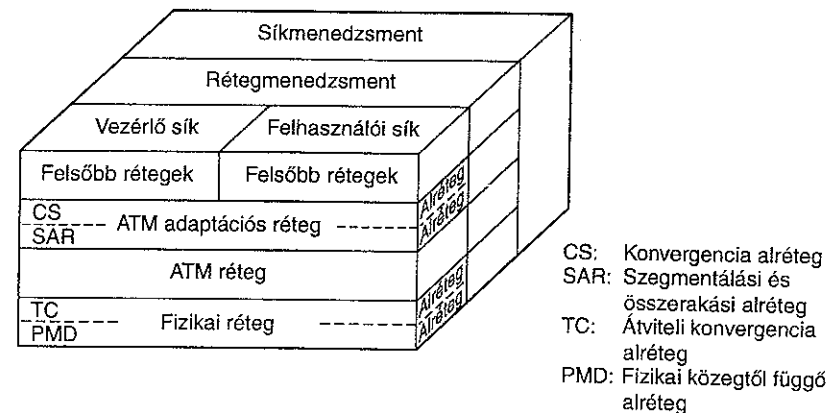 Síkmenedzsment
Rétegmenedzsment
Vezérlő sík
Felhasználói sík
Felsőbb rétegek
Felsőbb rétegek
CS
SAR
ATM adaptációs réteg
Alréteg
Alréteg
ATM réteg
TC
PMD
Fizikai réteg
Alréteg
Alréteg
CS: Konvergencia alréteg
SAR: Szegmentálási és
összerakási alréteg
TC: Átviteli konvergencia
alréteg
PMD: Fizikai közegtől függő
alréteg